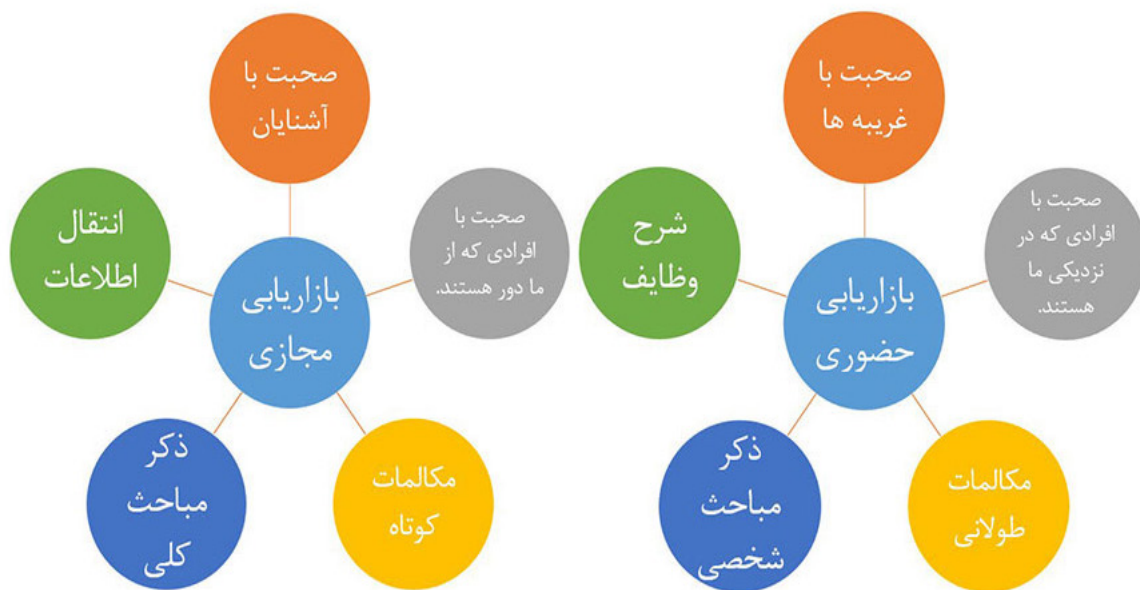 صحبت با
غریبه ها
صحبت با
افرادی که در
نزدیکی ما
هستند.
مکالمات
طولانی
ذکر
مباحث
شخصی
شرح
وظایف
بازاریابی
حضوری
صحبت با
آشنایان
صحبت با
افرادی که از
ما دور هستند.
مکالمات
کوتاه
ذکر
مباحث
کلی
انتقال
اطلاعات
بازاریابی
مجازی